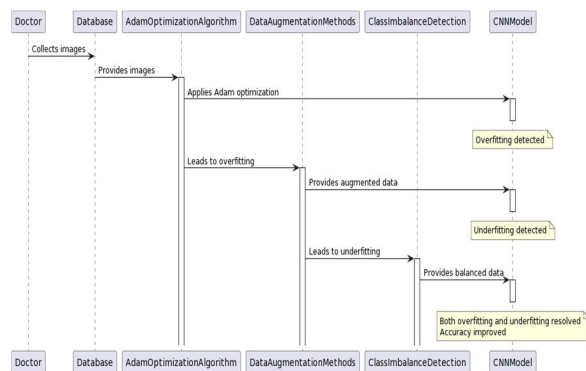 Doctor Database AdamOptimizationAlgorithm DataAugmentationMethods ClassImbalanceDetection CNNModel
Collects images
Provides images
Applies Adam optimization
Overfitting detected
Leads to overfitting
Provides augmented data
Underfitting detected
Leads to underfitting
Provides balanced data
Both overfitting and underfitting resolved
Accuracy improved
Doctor Database AdamOptimizationAlgorithm DataAugmentationMethods ClassImbalanceDetection CNNModel